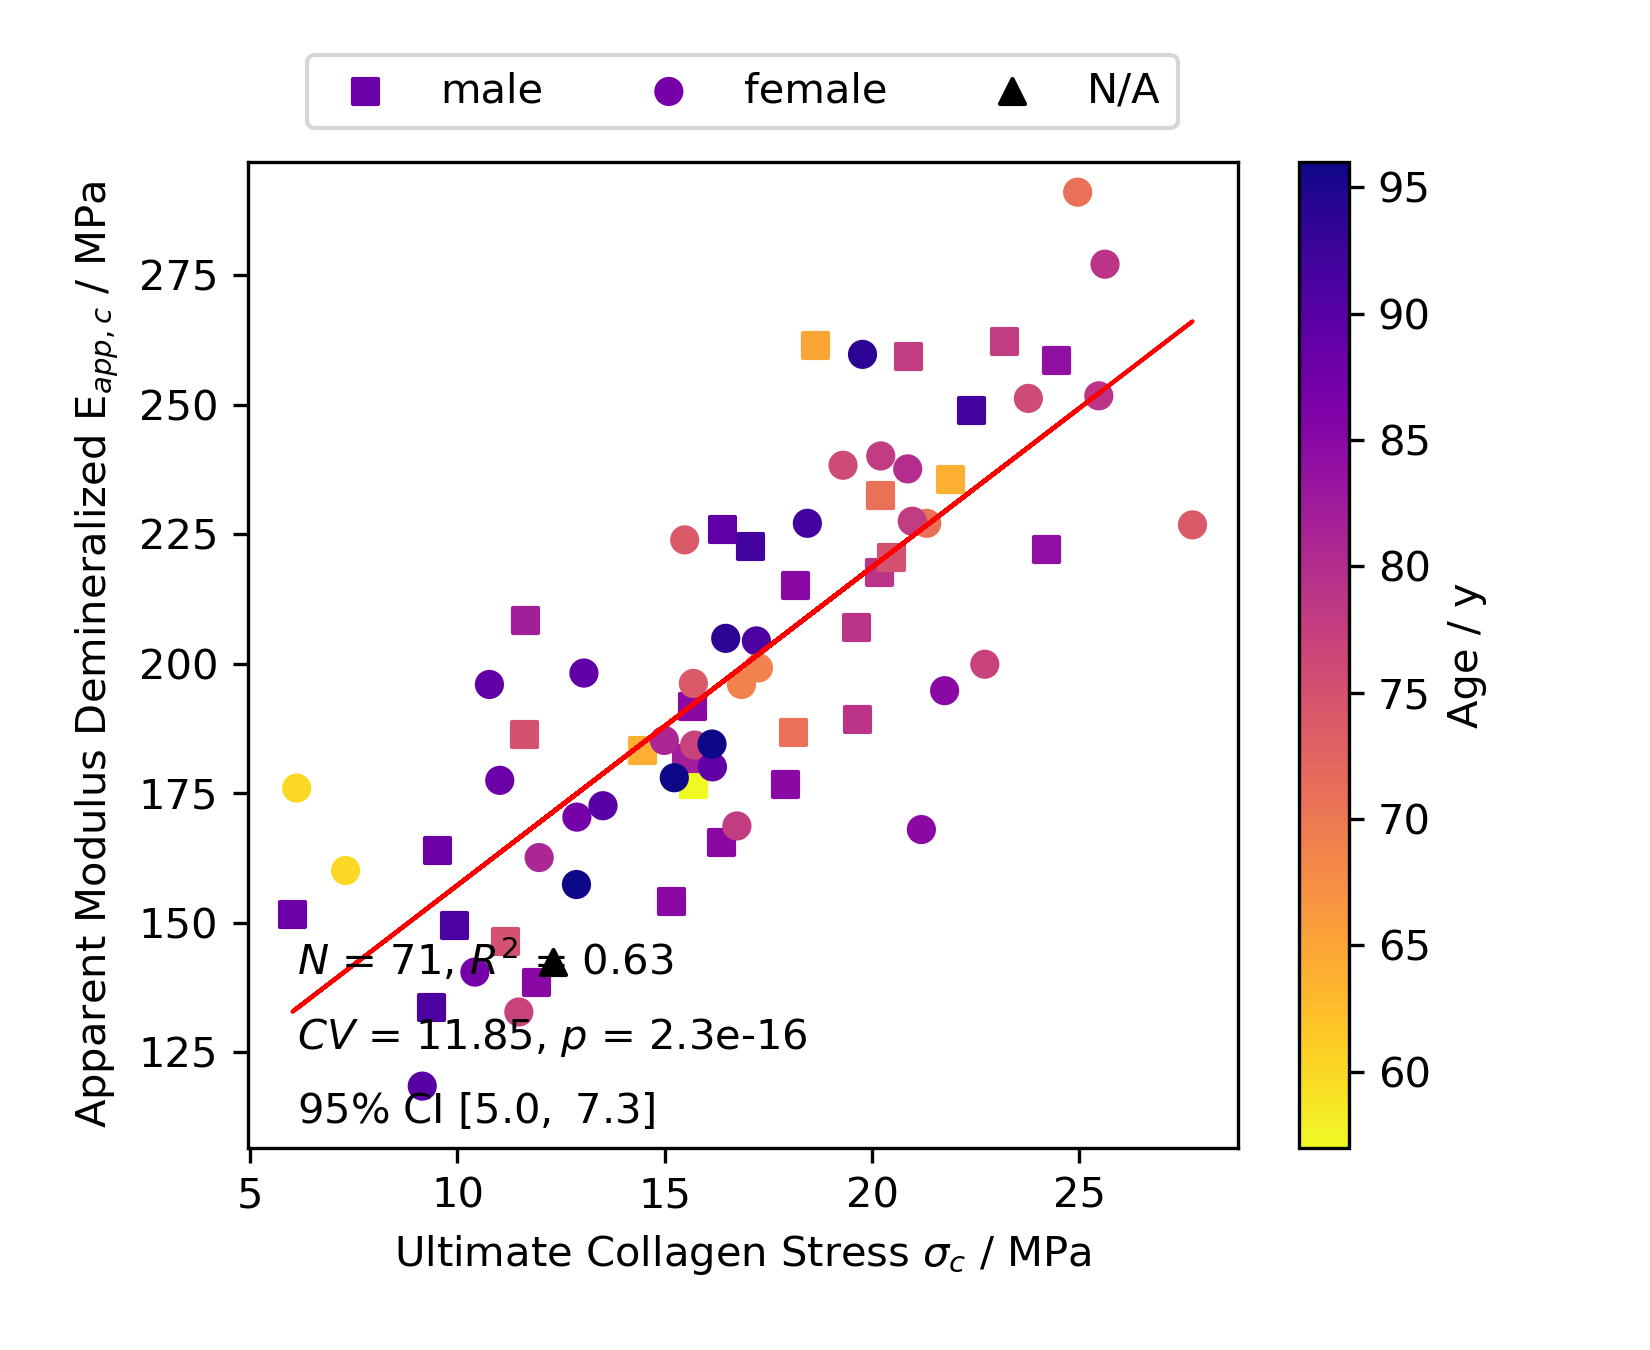 male female N/A
Apparent Modulus Demineralized E_app,c / MPa
275
250
225
200
175
150
125
N = 71, R² = 0.63
CV = 11.85, p = 2.3e-16
95% CI [5.0, 7.3]
5 10 15 20 25
Ultimate Collagen Stress σ_c / MPa
95
90
85
80
75
70
65
60
Age / y